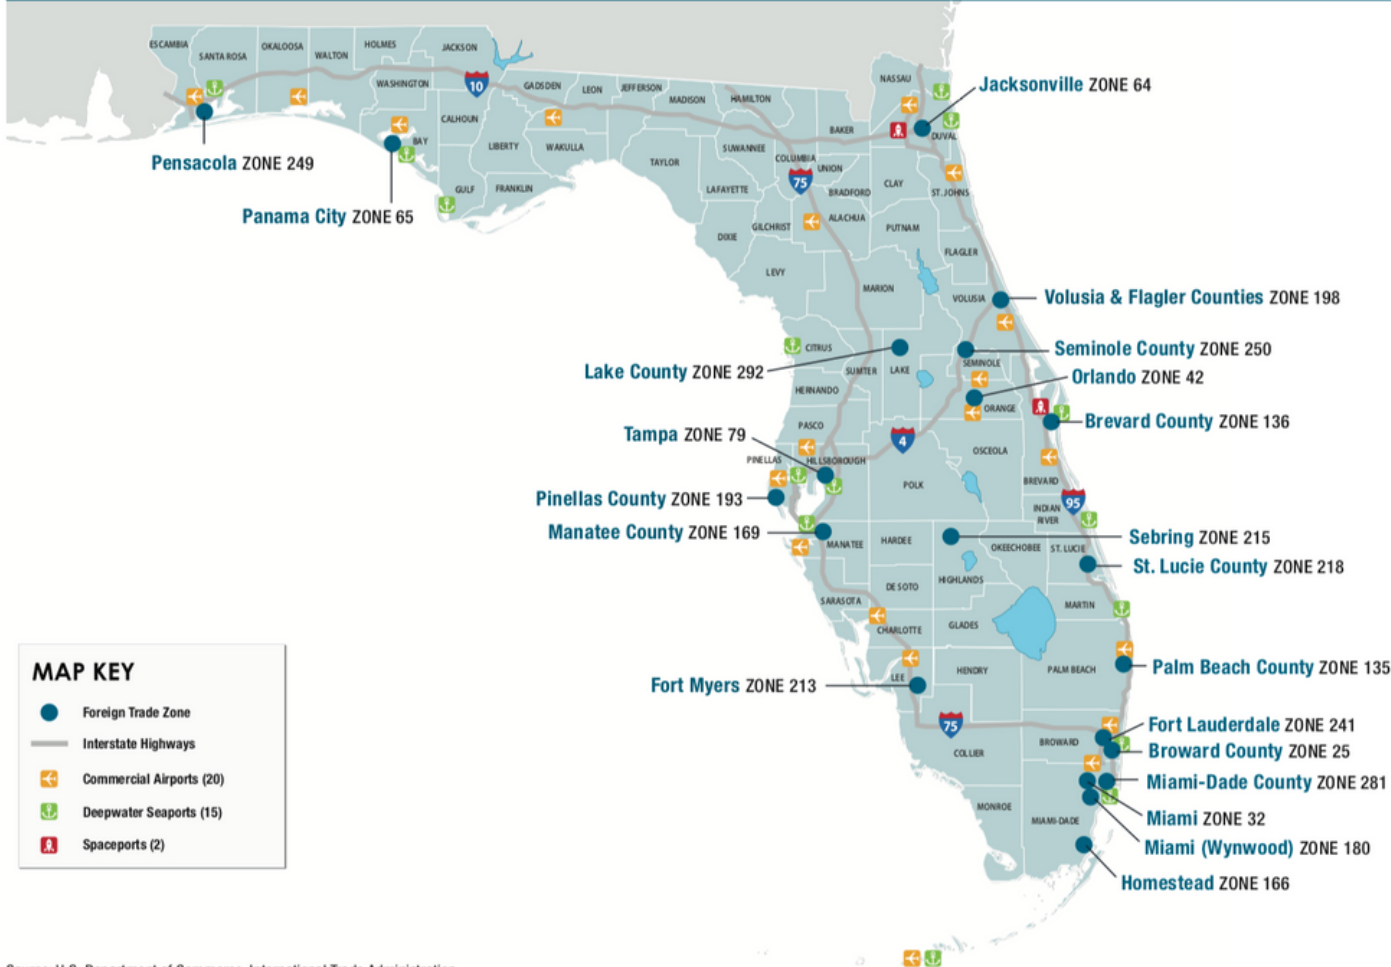 ESCAMBIA
SANTA ROSA
OKALOOSA
WALTON
HOLMES
JACKSON
WASHINGTON
10
GADSDEN
LEON
JEFFERSON
MADISON
HAMILTON
NASSAU
Jacksonville ZONE 64
BAKER
DUVAL
CALHOUN
BAY
LIBERTY
WAKULLA
TAYLOR
SUWANNEE
COLUMBIA
UNION
Pensacola ZONE 249
75
CLAY
ST. JOHNS
GULF
FRANKLIN
LAFAYETTE
BRADFORD
Panama City ZONE 65
GILCHRIST
ALACHUA
PUTNAM
DIXIE
FLAGLER
LEVY
MARION
VOLUSIA
Volusia & Flagler Counties ZONE 198
CITRUS
Seminole County ZONE 250
SEMINOLE
Lake County ZONE 292
SUMTER
LAKE
Orlando ZONE 42
HERNANDO
ORANGE
Brevard County ZONE 136
PASCO
Tampa ZONE 79
4
OSCEOLA
PINELLAS
HILLSBOROUGH
POLK
BREVARD
Pinellas County ZONE 193
95
INDIAN
RIVER
Manatee County ZONE 169
MANATEE
HARDEE
Sebring ZONE 215
OKEECHOBEE
ST. LUCIE
St. Lucie County ZONE 218
DE SOTO
HIGHLANDS
SARASOTA
MARTIN
CHARLOTTE
GLADES
Palm Beach County ZONE 135
LEE
HENDRY
PALM BEACH
Fort Myers ZONE 213
75
Fort Lauderdale ZONE 241
BROWARD
Broward County ZONE 25
COLLIER
Miami-Dade County ZONE 281
MONROE
MIAMI-DADE
Miami ZONE 32
Miami (Wynwood) ZONE 180
Homestead ZONE 166
MAP KEY
Foreign Trade Zone
Interstate Highways
Commercial Airports (20)
Deepwater Seaports (15)
Spaceports (2)
Source: U.S. Department of Commerce, International Trade Administration